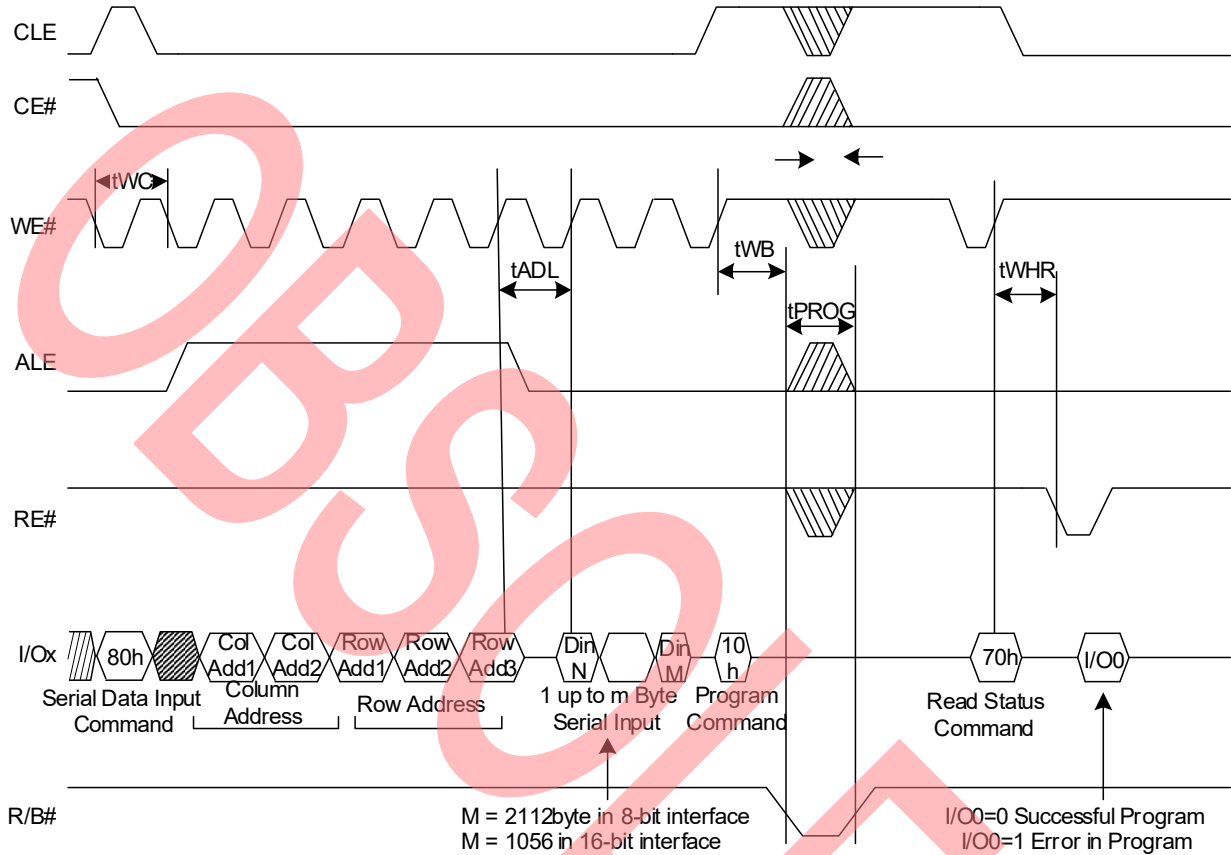 CLE
CE#
tWC
WE#
tWB
tADL
tWHR
tPROG
ALE
RE#
I/Ox
80h
Col Add1
Col Add2
Row Add1
Row Add2
Row Add3
Din N
Din M
10 h
70h
I/O0
Serial Data Input Command
Column Address
Row Address
1 up to m Byte Serial Input
Program Command
Read Status Command
R/B#
M = 2112byte in 8-bit interface
M = 1056 in 16-bit interface
I/O0=0 Successful Program
I/O0=1 Error in Program
OBSOL